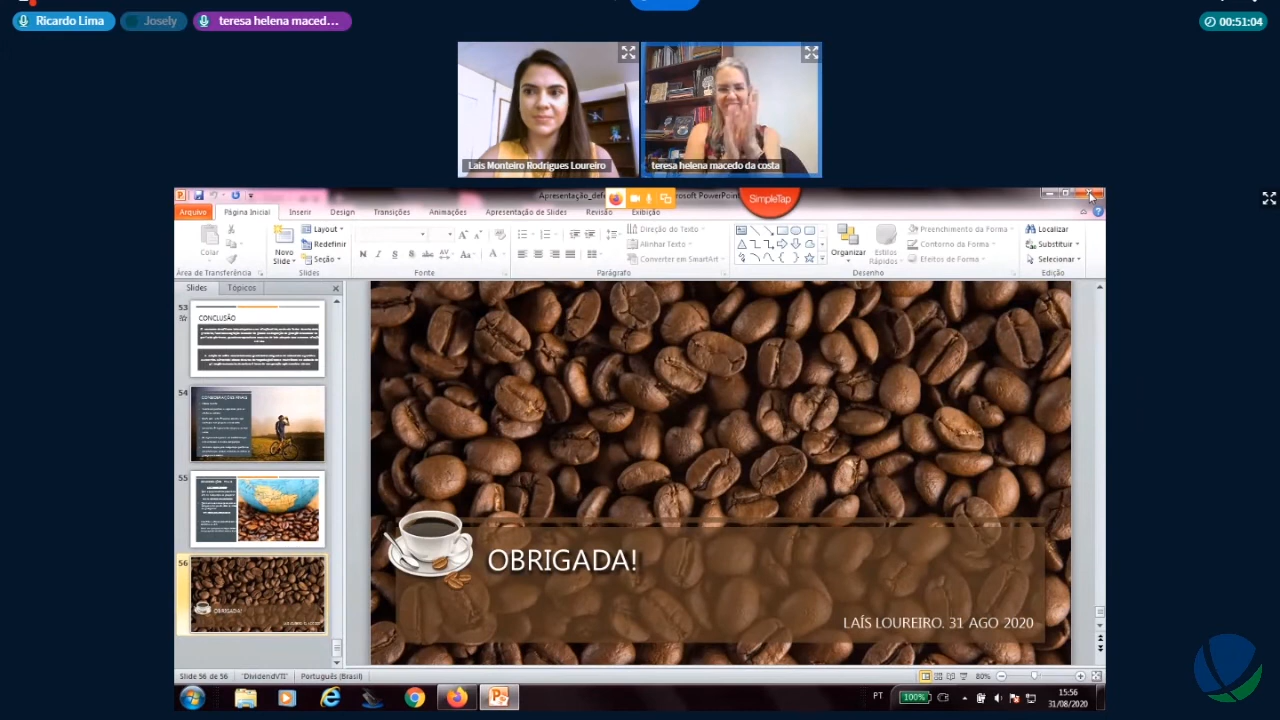 Ricardo Lima
Josely
teresa helena maced...
00:51:04
Laís Monteiro Rodrigues Loureiro
teresa helena macedo da costa
SimpleTap
Arquivo
Página Inicial
Inserir
Design
Transições
Animações
Apresentação de Slides
Revisão
Exibição
Colar
Novo
Slide
Layout
Redefinir
Seção
Direção do Texto
Alinhar Texto
Converter em SmartArt
Organizar
Estilos
Rápidos
Preenchimento da Forma
Contorno da Forma
Efeitos de Forma
Localizar
Substituir
Selecionar
Área de Transferência
Slides
Fonte
Parágrafo
Desenho
Edição
Slides
Tópicos
53
CONCLUSÃO
54
55
56
OBRIGADA!
OBRIGADA!
LAÍS LOUREIRO. 31 AGO 2020
Slide 56 de 56
"DividendVTI"
Português (Brasil)
80%
PT
100%
15:56
31/08/2020